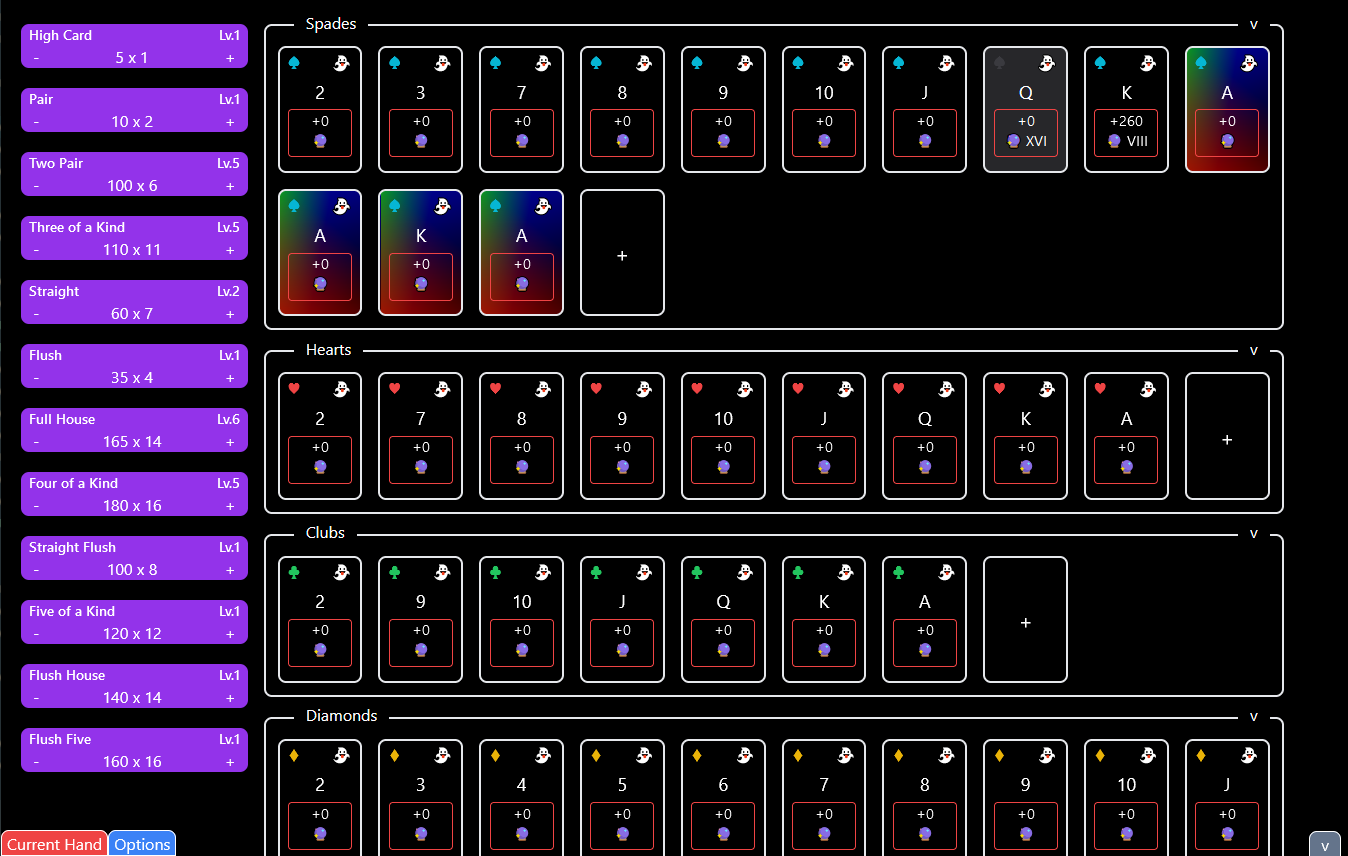 High Card Lv.1
- 5 x 1 +
Pair Lv.1
- 10 x 2 +
Two Pair Lv.5
- 100 x 6 +
Three of a Kind Lv.5
- 110 x 11 +
Straight Lv.2
- 60 x 7 +
Flush Lv.1
- 35 x 4 +
Full House Lv.6
- 165 x 14 +
Four of a Kind Lv.5
- 180 x 16 +
Straight Flush Lv.1
- 100 x 8 +
Five of a Kind Lv.1
- 120 x 12 +
Flush House Lv.1
- 140 x 14 +
Flush Five Lv.1
- 160 x 16 +
Current Hand Options
Spades v
2 3 7 8 9 10 J Q K A
+0 +0 +0 +0 +0 +0 +0 +0 +260 +0
XVI VIII
A K A
+0 +0 +0
+
Hearts v
2 7 8 9 10 J Q K A
+0 +0 +0 +0 +0 +0 +0 +0 +0
+
Clubs v
2 9 10 J Q K A
+0 +0 +0 +0 +0 +0 +0
+
Diamonds v
2 3 4 5 6 7 8 9 10 J
+0 +0 +0 +0 +0 +0 +0 +0 +0 +0
v